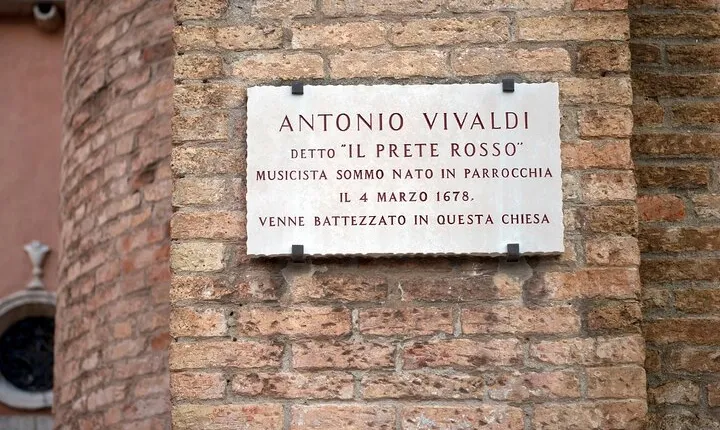 ANTONIO VIVALDI
DETTO "IL PRETE ROSSO"
MUSICISTA SOMMO NATO IN PARROCCHIA
IL 4 MARZO 1678.
VENNE BATTEZZATO IN QUESTA CHIESA